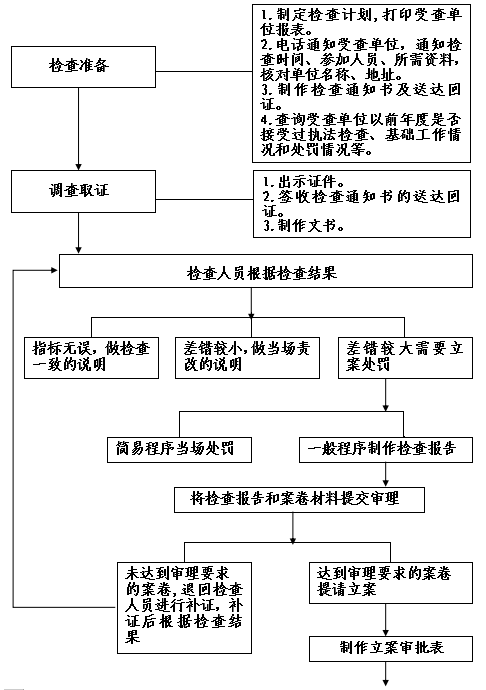 1.制定检查计划,打印受查单
位报表。
2.电话通知受查单位，通知检
查时间、参加人员、所需资料,
核对单位名称、地址。
3.制作检查通知书及送达回
证。
4.查询受查单位以前年度是否
接受过执法检查、基础工作情
况和处罚情况等。
检查准备
调查取证
1.出示证件。
2.签收检查通知书的送达回
证。
3.制作文书。
检查人员根据检查结果
指标无误，做检查
一致的说明
差错较小,做当场责
改的说明
差错较大需要立
案处罚
简易程序当场处罚
一般程序制作检查报告
将检查报告和案卷材料提交审理
未达到审理要求
的案卷,退回检查
人员进行补证，补
证后根据检查结
果
达到审理要求的案卷
提请立案
制作立案审批表